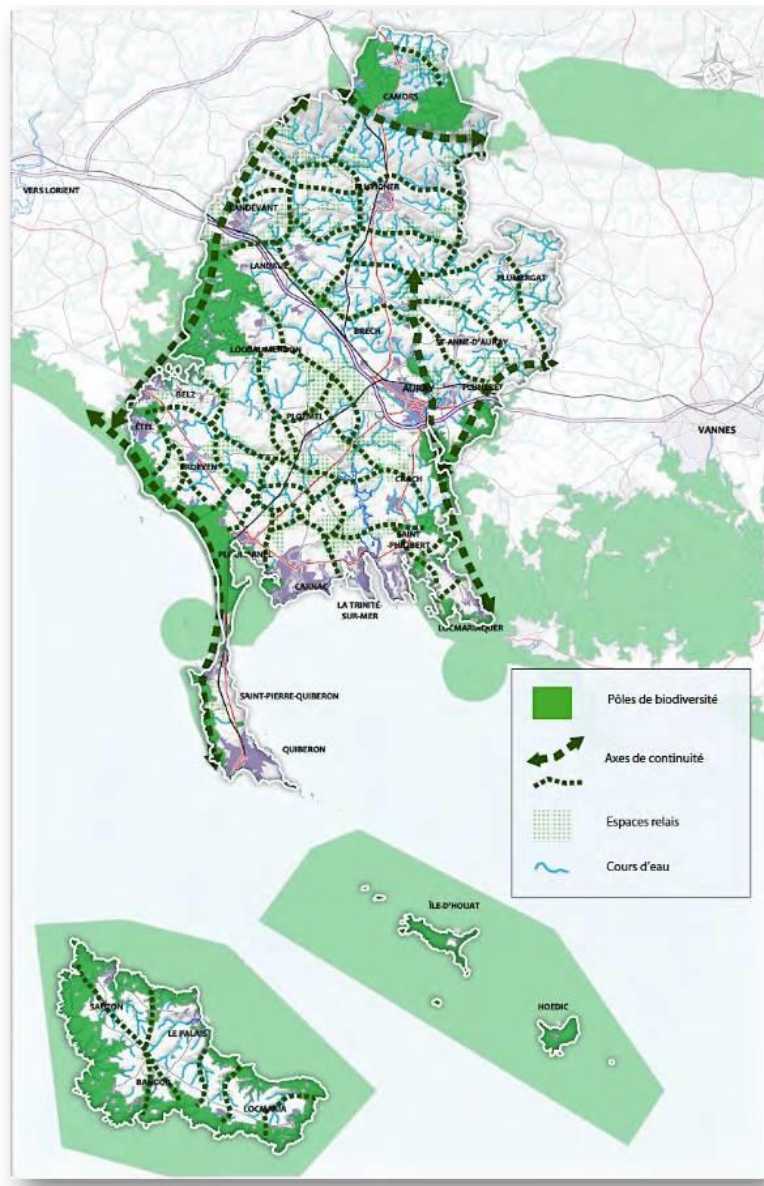 CAMORS
VERS LORIENT
PLUVIGNER
LANDEVANT
LANDAUL
PLUMERGAT
BRECH
STE-ANNE-D'AURAY
LOCOAL-MENDON
AURAY
PLUNERET
BELZ
VANNES
PLOEMEL
ÉTEL
ERDEVEN
CRACH
SAINT
PHILIBERT
PLOUHARNEL
CARNAC
LA TRINITÉ-
SUR-MER
LOCMARIAQUER
Pôles de biodiversité
SAINT-PIERRE-QUIBERON
QUIBERON
Axes de continuité
Espaces relais
Cours d'eau
ÎLE-D'HOUAT
HOEDIC
SAUZON
LE PALAIS
BANGOR
LOCMARIA